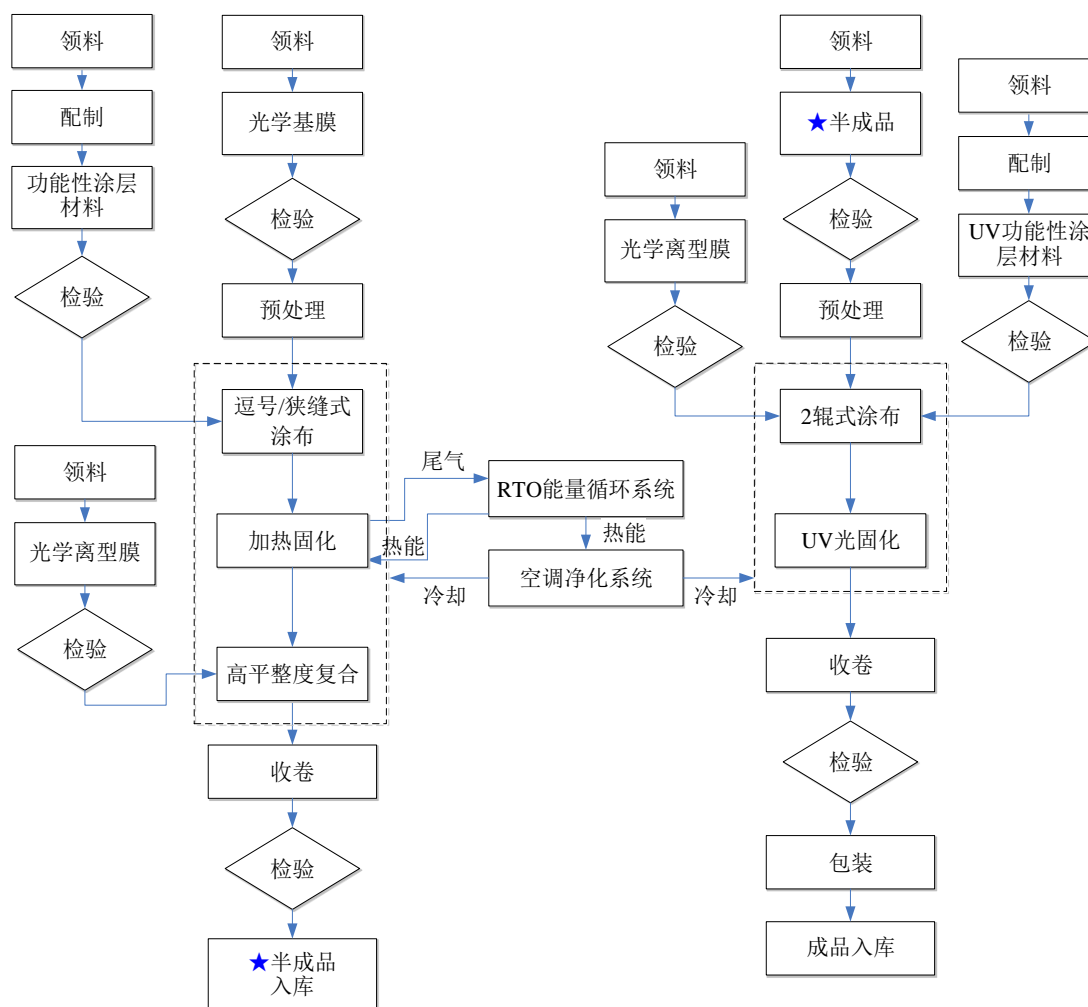 领料
配制
功能性涂层
材料
检验
领料
光学基膜
检验
预处理
逗号/狭缝式
涂布
加热固化
高平整度复合
收卷
检验
★半成品
入库
领料
光学离型膜
检验
尾气
RTO能量循环系统
热能
热能
空调净化系统
冷却
冷却
领料
光学离型膜
检验
领料
★半成品
检验
预处理
2辊式涂布
UV光固化
收卷
检验
包装
成品入库
领料
配制
UV功能性涂
层材料
检验